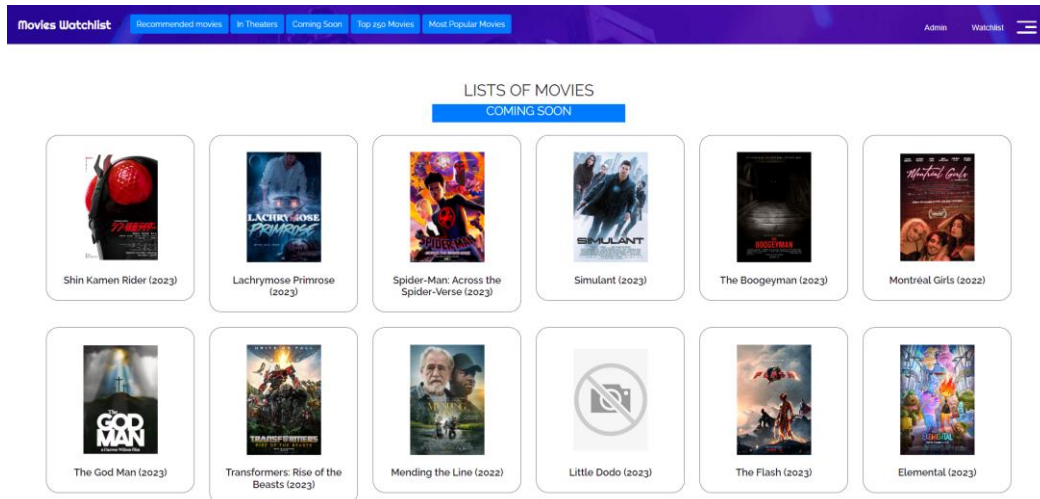 Movies Watchlist
Recommended movies
In Theaters
Coming Soon
Top 250 Movies
Most Popular Movies
Admin
Watchlist
LISTS OF MOVIES
COMING SOON
LACHRYMOSE
PRIMROSE
SPIDER-MAN
SIMULANT
THE
BOOGEYMAN
Montréal Girls
Shin Kamen Rider (2023)
Lachrymose Primrose
(2023)
Spider-Man: Across the
Spider-Verse (2023)
Simulant (2023)
The Boogeyman (2023)
Montréal Girls (2022)
The
GOD
MAN
TRANSFORMERS
RISE OF THE BEASTS
ELEMENTAL
The God Man (2023)
Transformers: Rise of the
Beasts (2023)
Mending the Line (2022)
Little Dodo (2023)
The Flash (2023)
Elemental (2023)